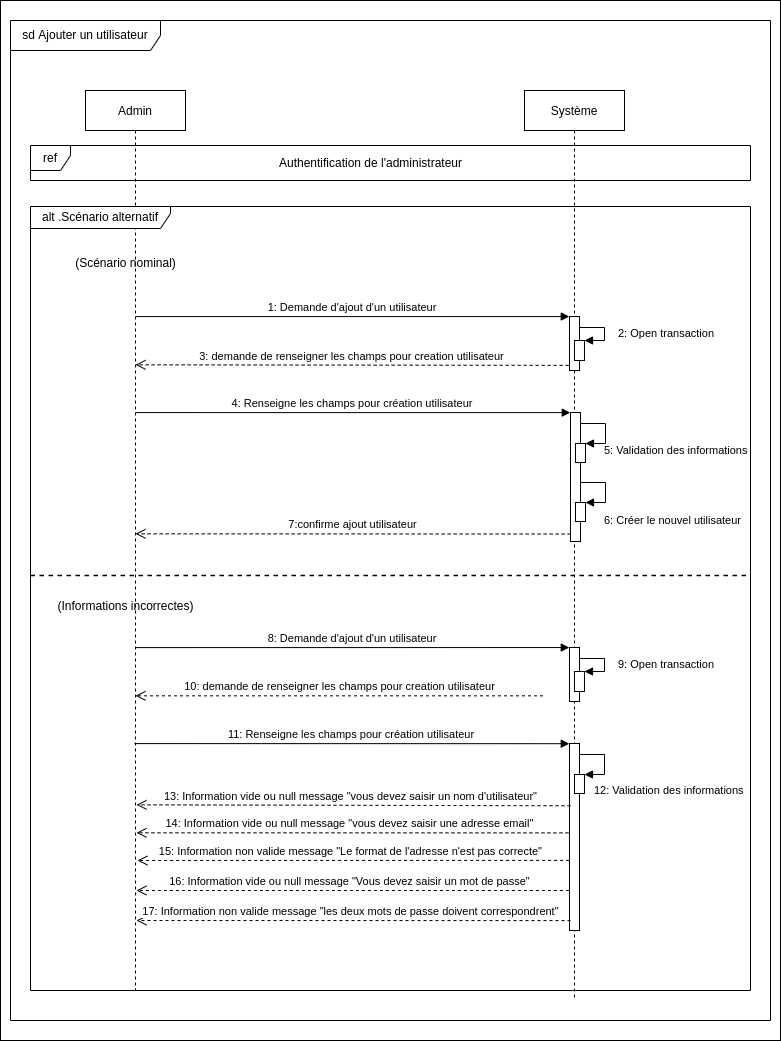 sd Ajouter un utilisateur
Admin
Système
ref
Authentification de l'administrateur
alt .Scénario alternatif
(Scénario nominal)
1: Demande d'ajout d'un utilisateur
2: Open transaction
3: demande de renseigner les champs pour creation utilisateur
4: Renseigne les champs pour création utilisateur
5: Validation des informations
6: Créer le nouvel utilisateur
7:confirme ajout utilisateur
(Informations incorrectes)
8: Demande d'ajout d'un utilisateur
9: Open transaction
10: demande de renseigner les champs pour creation utilisateur
11: Renseigne les champs pour création utilisateur
12: Validation des informations
13: Information vide ou null message "vous devez saisir un nom d'utilisateur"
14: Information vide ou null message "vous devez saisir une adresse email"
15: Information non valide message "Le format de l'adresse n'est pas correcte"
16: Information vide ou null message "Vous devez saisir un mot de passe"
17: Information non valide message "les deux mots de passe doivent correspondrent"